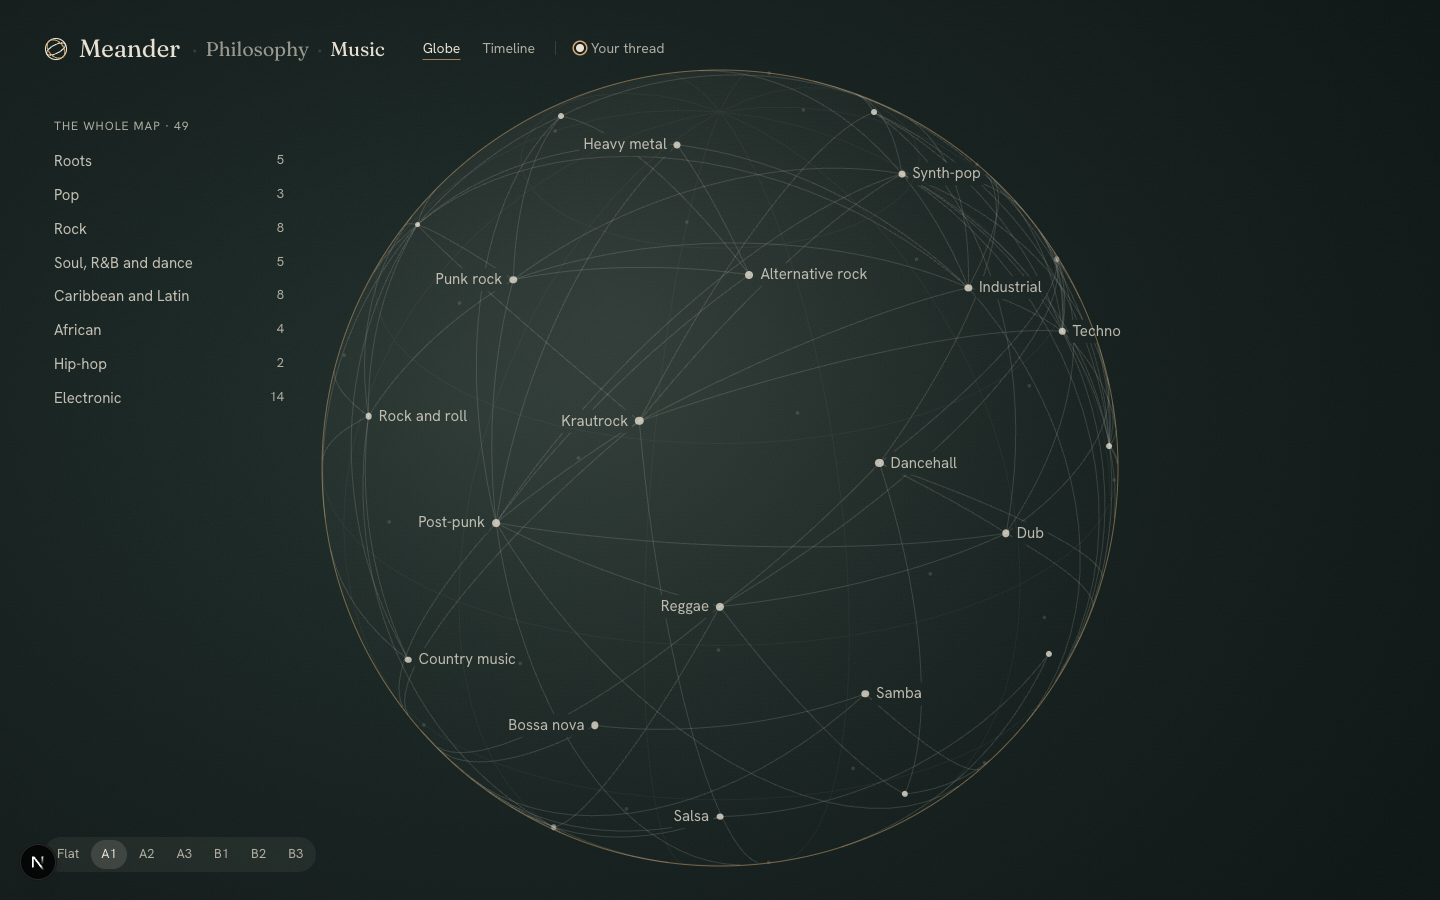 Meander · Philosophy · Music Globe Timeline Your thread
THE WHOLE MAP · 49
Roots 5
Pop 3
Rock 8
Soul, R&B and dance 5
Caribbean and Latin 8
African 4
Hip-hop 2
Electronic 14
Heavy metal
Synth-pop
Alternative rock
Punk rock
Industrial
Techno
Rock and roll
Krautrock
Dancehall
Post-punk
Dub
Reggae
Country music
Samba
Bossa nova
Salsa
N Flat A1 A2 A3 B1 B2 B3